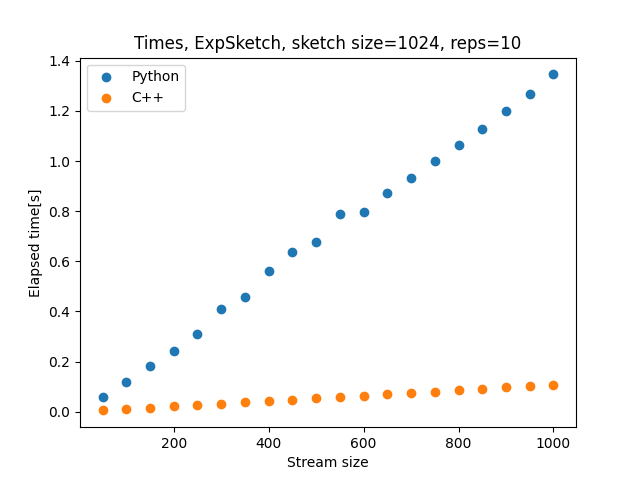 Times, ExpSketch, sketch size=1024, reps=10
Python
C++
Elapsed time[s]
1.4
1.2
1.0
0.8
0.6
0.4
0.2
0.0
200 400 600 800 1000
Stream size